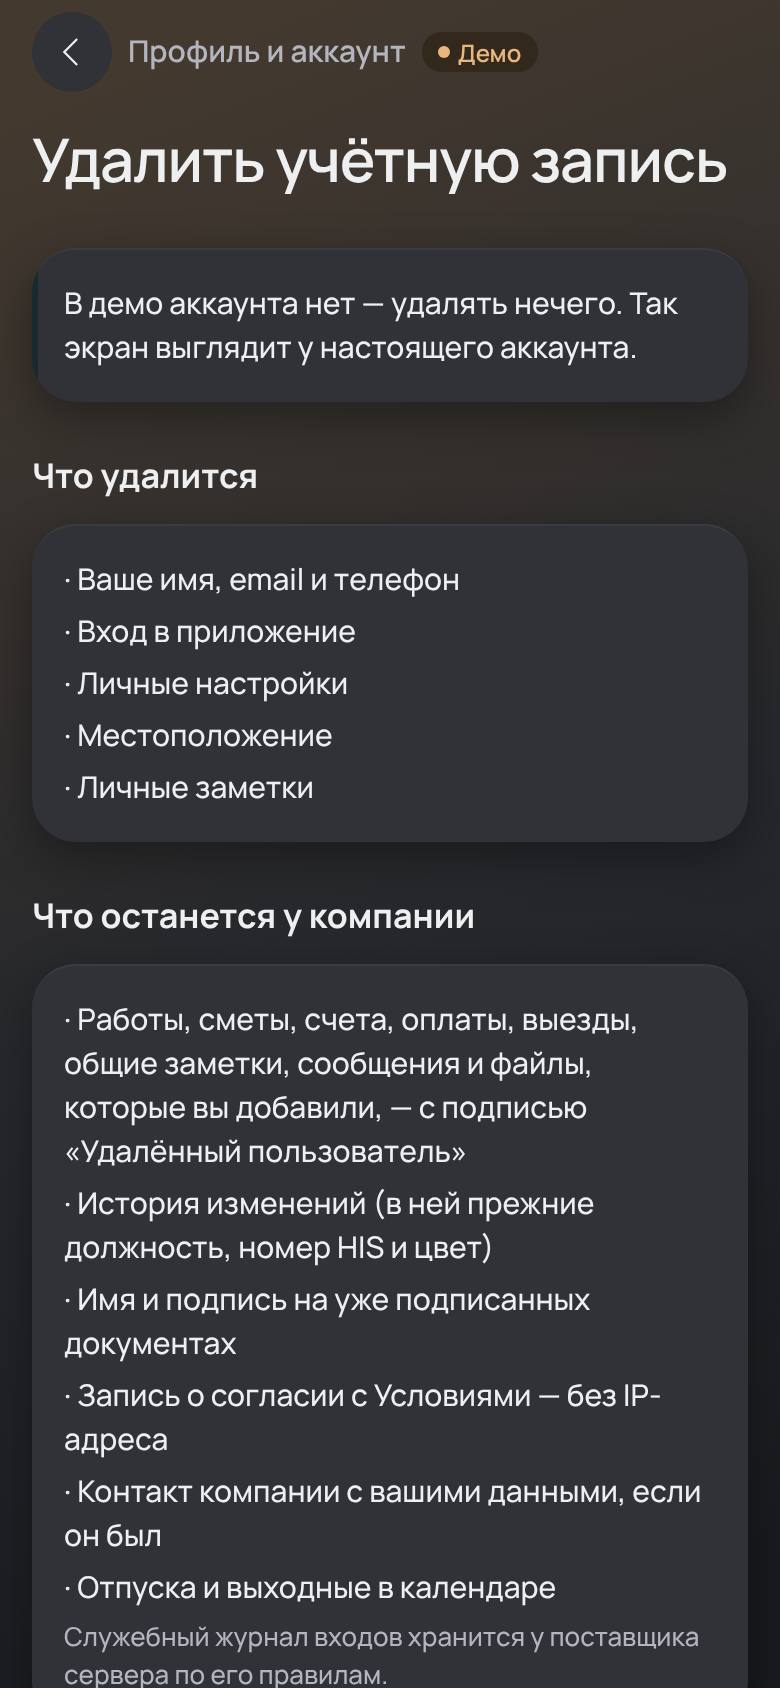 Профиль и аккаунт
Демо
Удалить учётную запись
В демо аккаунта нет — удалять нечего. Так
экран выглядит у настоящего аккаунта.
Что удалится
· Ваше имя, email и телефон
· Вход в приложение
· Личные настройки
· Местоположение
· Личные заметки
Что останется у компании
· Работы, сметы, счета, оплаты, выезды,
общие заметки, сообщения и файлы,
которые вы добавили, — с подписью
«Удалённый пользователь»
· История изменений (в ней прежние
должность, номер HIS и цвет)
· Имя и подпись на уже подписанных
документах
· Запись о согласии с Условиями — без IP-
адреса
· Контакт компании с вашими данными, если
он был
· Отпуска и выходные в календаре
Служебный журнал входов хранится у поставщика
сервера по его правилам.